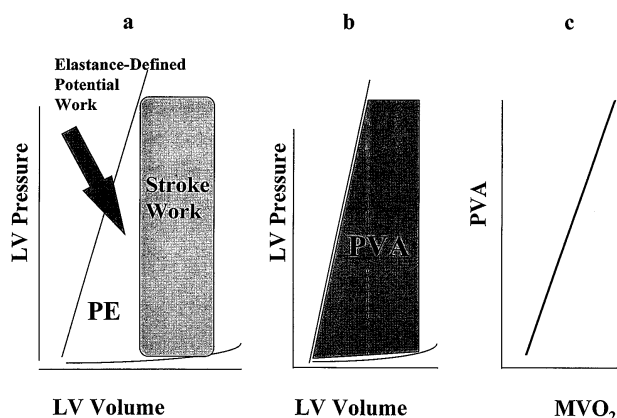 a
Elastance-Defined
Potential
Work
LV Pressure
Stroke
Work
PE
LV Volume
b
LV Pressure
PVA
LV Volume
c
PVA
MVO₂